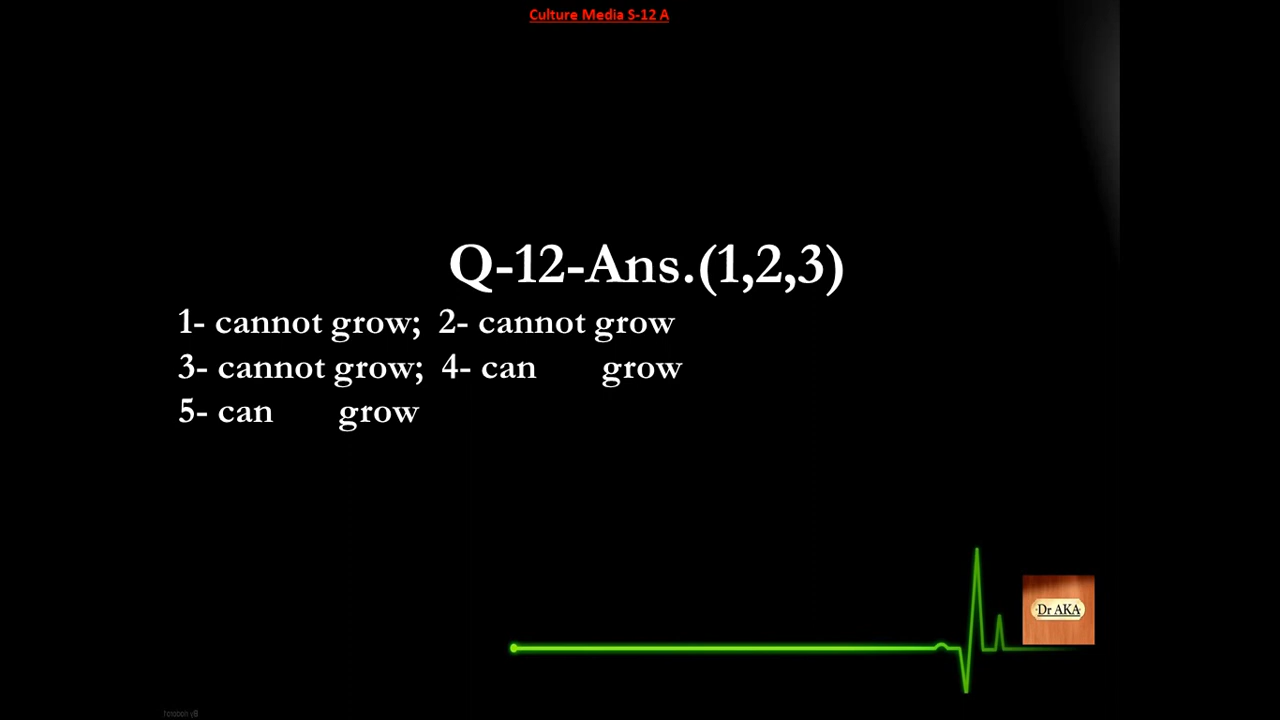 Culture Media S-12 A
Q-12-Ans.(1,2,3)
1- cannot grow; 2- cannot grow
3- cannot grow; 4- can grow
5- can grow
Dr AKA